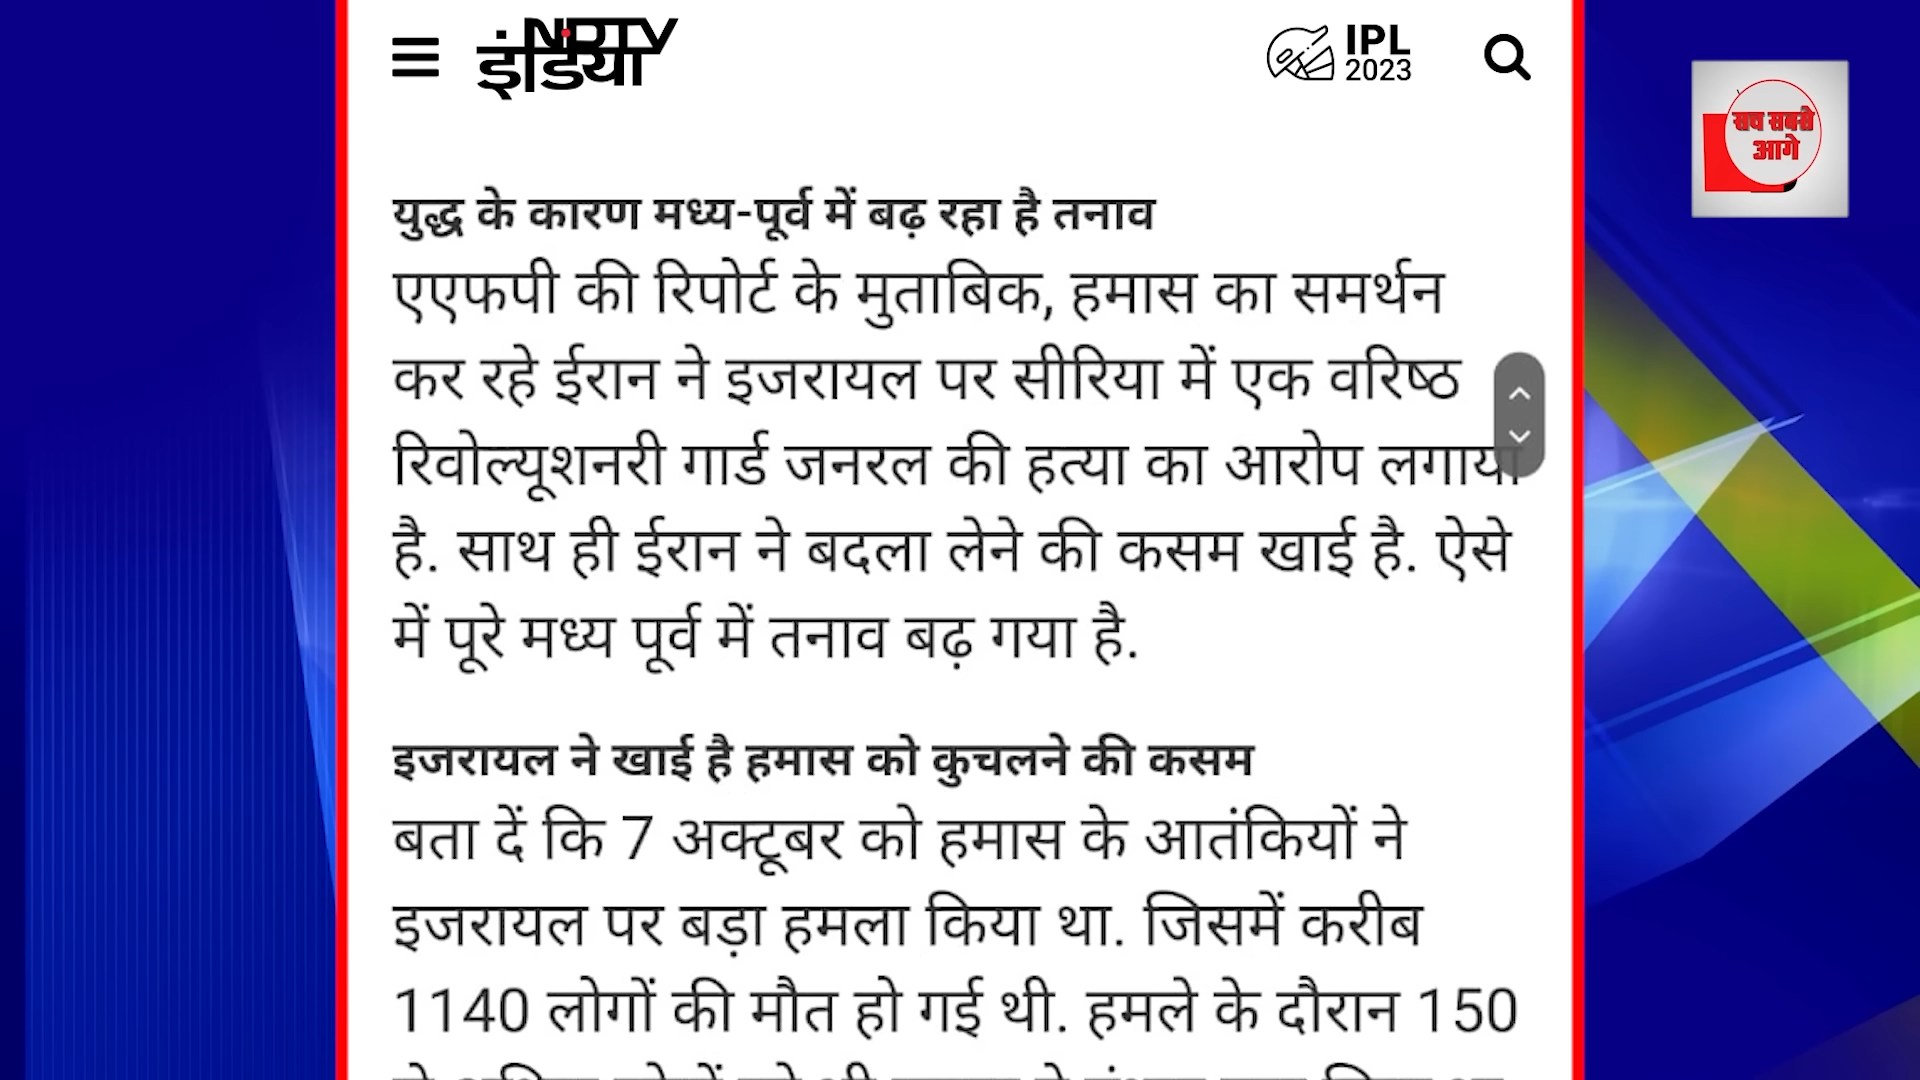 NDTV
इंडिया
IPL
2023
सच सबसे
आगे
युद्ध के कारण मध्य-पूर्व में बढ़ रहा है तनाव
एएफपी की रिपोर्ट के मुताबिक, हमास का समर्थन
कर रहे ईरान ने इजरायल पर सीरिया में एक वरिष्ठ
रिवोल्यूशनरी गार्ड जनरल की हत्या का आरोप लगाया
है. साथ ही ईरान ने बदला लेने की कसम खाई है. ऐसे
में पूरे मध्य पूर्व में तनाव बढ़ गया है.
इजरायल ने खाई है हमास को कुचलने की कसम
बता दें कि 7 अक्टूबर को हमास के आतंकियों ने
इजरायल पर बड़ा हमला किया था. जिसमें करीब
1140 लोगों की मौत हो गई थी. हमले के दौरान 150